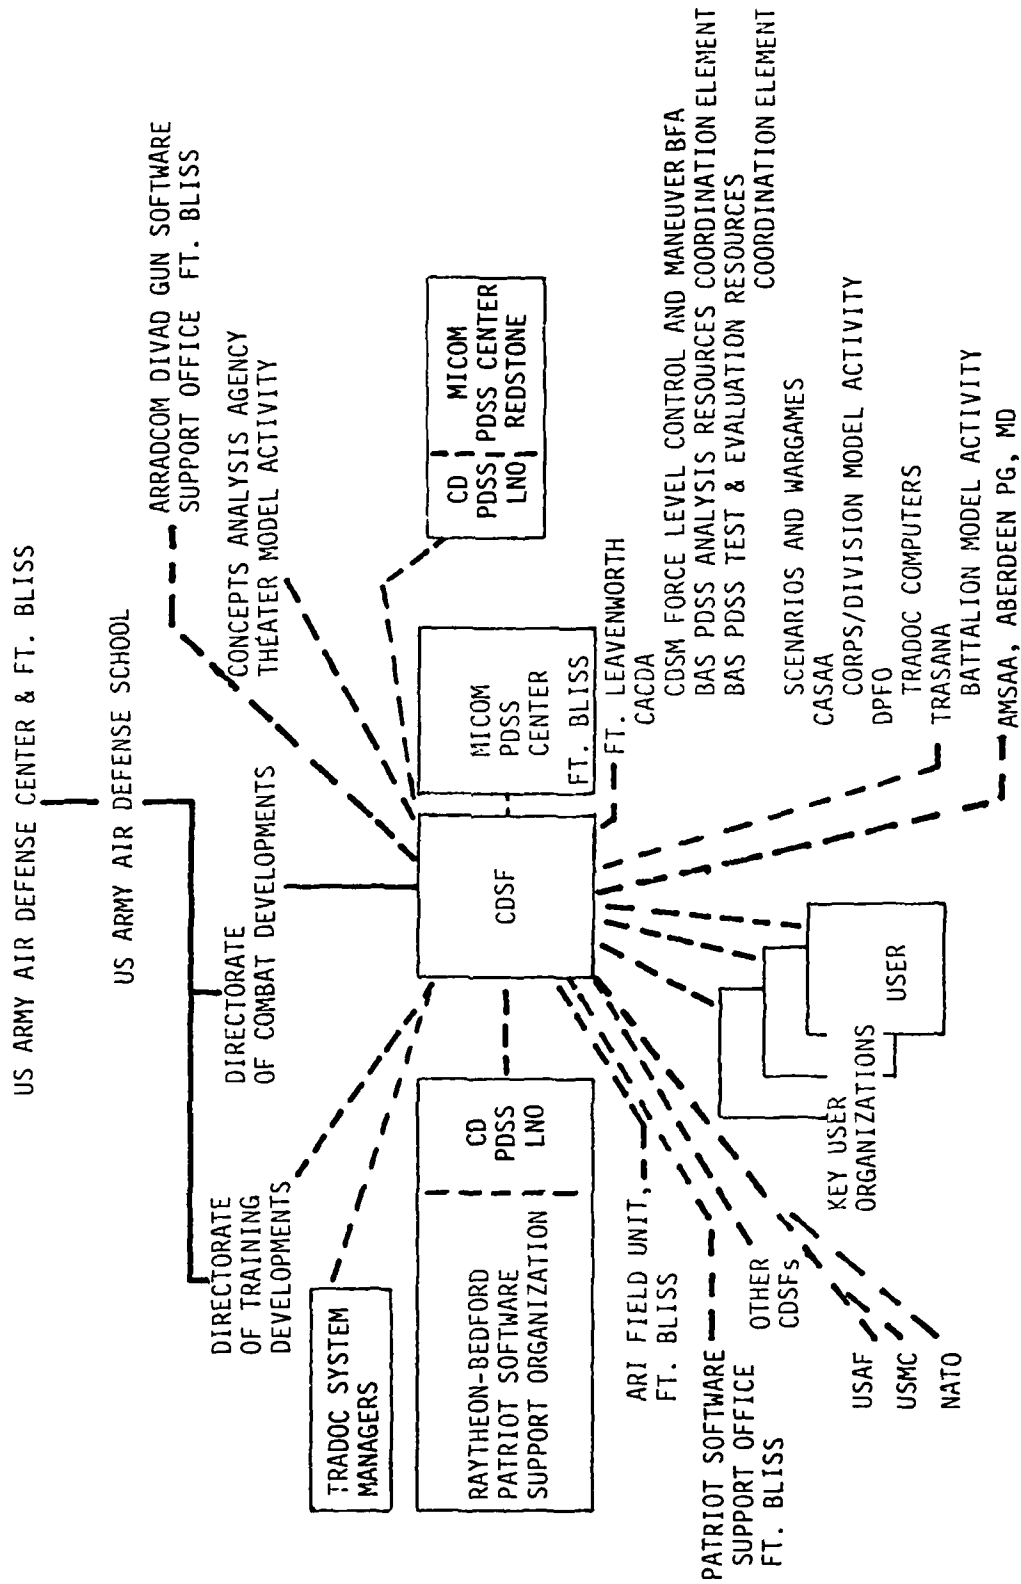 US ARMY AIR DEFENSE CENTER & FT. BLISS
US ARMY AIR DEFENSE SCHOOL
DIRECTORATE
OF TRAINING
DEVELOPMENTS
DIRECTORATE
OF COMBAT DEVELOPMENTS
ARRADCOM DIVAD GUN SOFTWARE
SUPPORT OFFICE FT. BLISS
CONCEPTS ANALYSIS AGENCY
THEATER MODEL ACTIVITY
TRADOC SYSTEM
MANAGERS
RAYTHEON-BEDFORD
PATRIOT SOFTWARE
SUPPORT ORGANIZATION
CD
PDSS
LNO
CDSF
MICOM
PDSS
CENTER
FT. BLISS
CD
PDSS
LNO
MICOM
PDSS CENTER
REDSTONE
ARI FIELD UNIT,
FT. BLISS
PATRIOT SOFTWARE
SUPPORT OFFICE
FT. BLISS
OTHER
CDSFs
USAF
USMC
NATO
KEY USER
ORGANIZATIONS
USER
FT. LEAVENWORTH
CACDA
CDSM FORCE LEVEL CONTROL AND MANEUVER BFA
BAS PDSS ANALYSIS RESOURCES COORDINATION ELEMENT
BAS PDSS TEST & EVALUATION RESOURCES
COORDINATION ELEMENT
SCENARIOS AND WARGAMES
CASAA
CORPS/DIVISION MODEL ACTIVITY
DPFO
TRADOC COMPUTERS
TRASANA
BATTALION MODEL ACTIVITY
AMSAA, ABERDEEN PG, MD